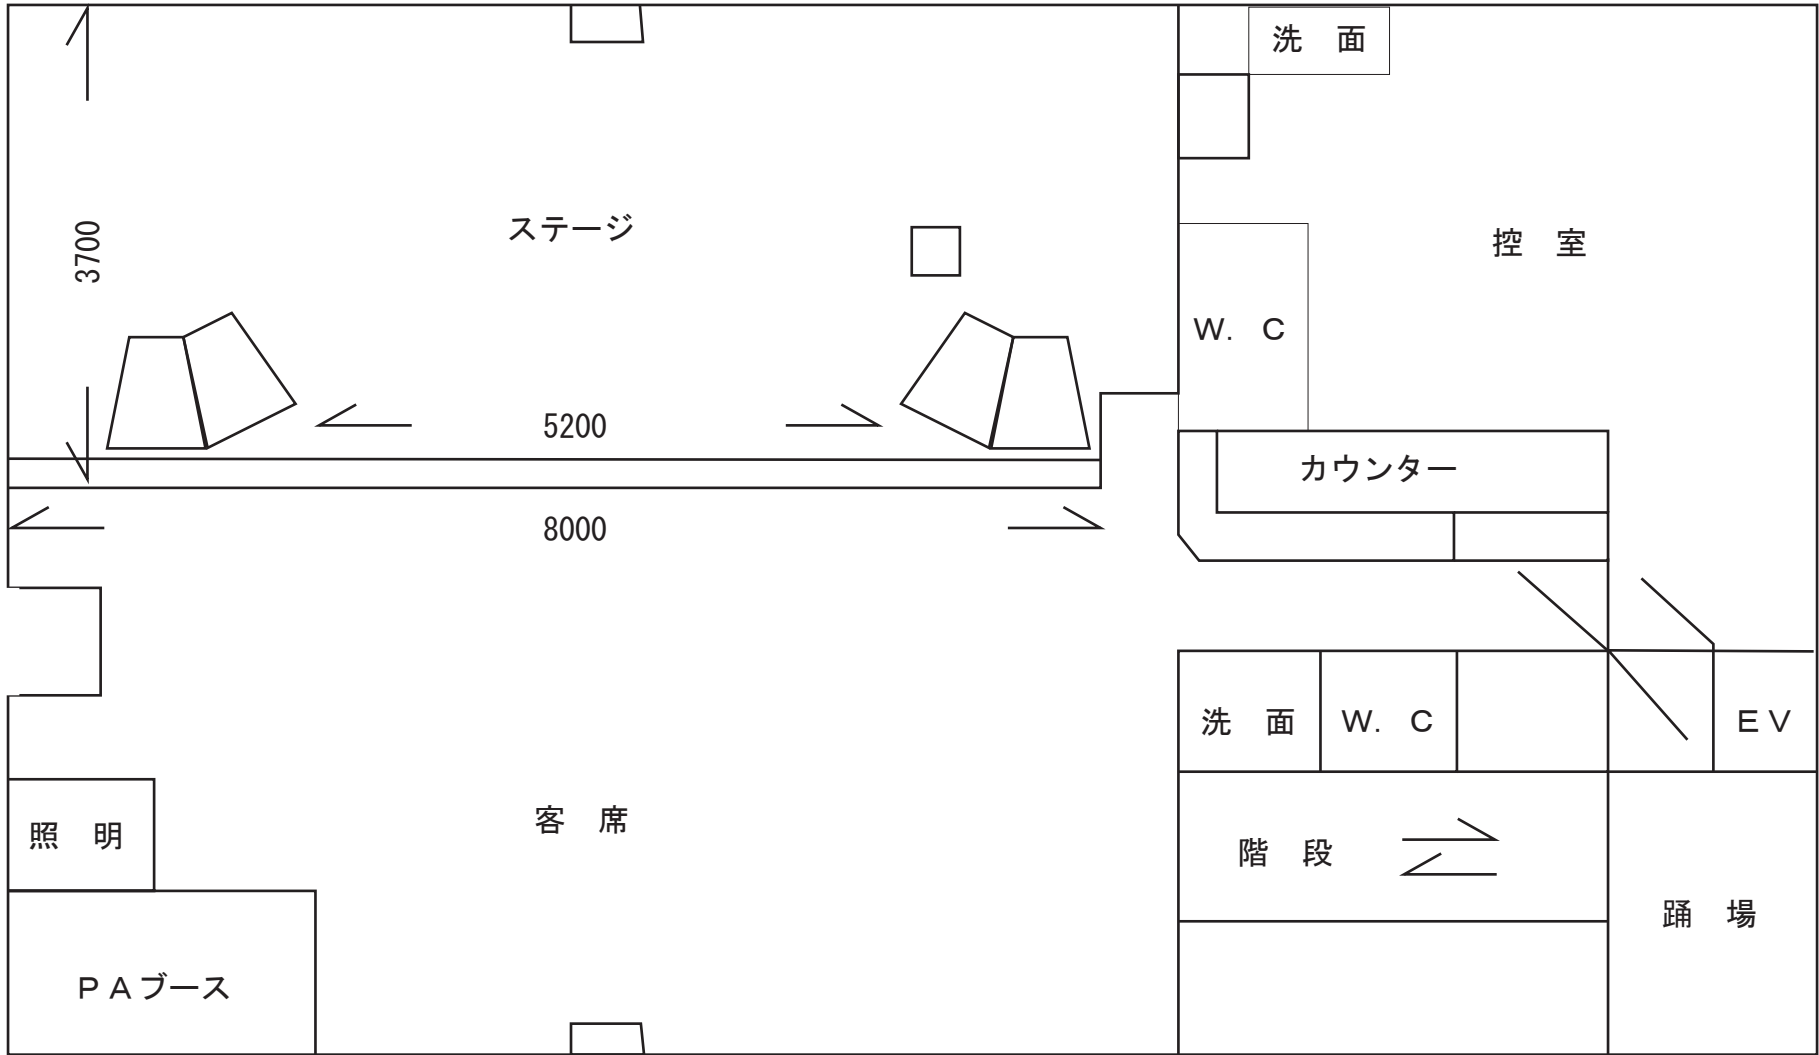 洗　面
ステージ
3700
控　室
W. C
5200
カウンター
8000
洗　面
W. C
EV
照　明
客　席
階　段
踊　場
PAブース